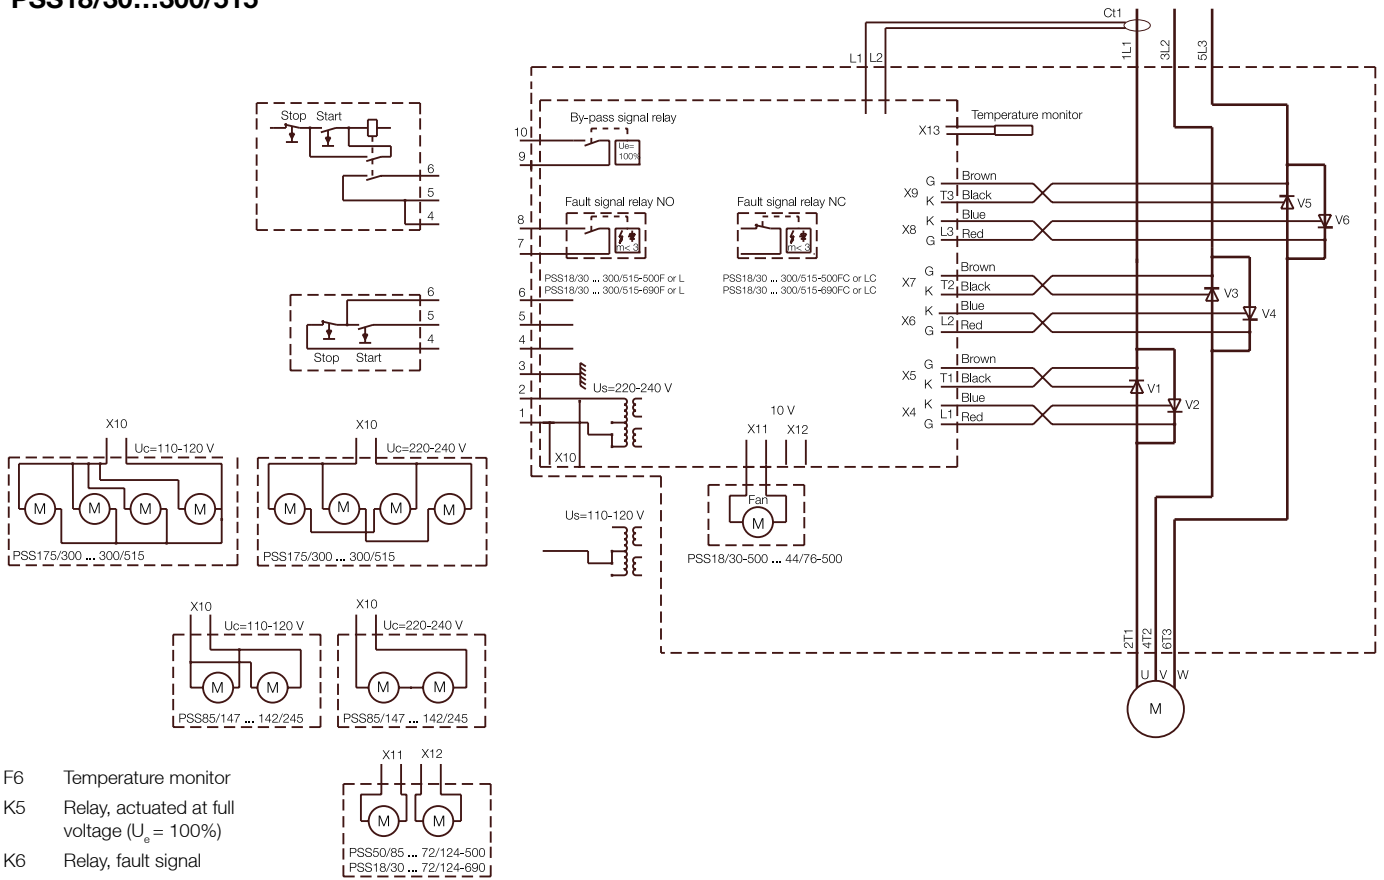 PSS18/30...300/515
Ct1
L1 L2
1L1
3L2
5L3
Stop Start
6
5
4
6
5
4
Stop Start
10
9
8
7
6
5
4
3
2
1
By-pass signal relay
Ue=
100%
Fault signal relay NO
m< 3
PSS18/30 ... 300/515-500F or L
PSS18/30 ... 300/515-690F or L
Fault signal relay NC
m< 3
PSS18/30 ... 300/515-500FC or LC
PSS18/30 ... 300/515-690FC or LC
X13
Temperature monitor
X9
G Brown
K T3 Black
X8
K Blue
G L3 Red
V5
V6
X7
G Brown
K T2 Black
X6
K Blue
G L2 Red
V3
V4
X5
G Brown
K T1 Black
X4
K Blue
G L1 Red
V1
V2
Us=220-240 V
X10
10 V
X11 X12
Fan
M
PSS18/30-500 ... 44/76-500
Us=110-120 V
X10
Uc=110-120 V
M M M M
PSS175/300 ... 300/515
X10
Uc=220-240 V
M M M M
PSS175/300 ... 300/515
X10
Uc=110-120 V
M M
PSS85/147 ... 142/245
X10
Uc=220-240 V
M M
PSS85/147 ... 142/245
2T1
4T2
6T3
U V W
M
X11 X12
M M
PSS50/85 ... 72/124-500
PSS18/30 ... 72/124-690
F6 Temperature monitor
K5 Relay, actuated at full
voltage (Ue = 100%)
K6 Relay, fault signal